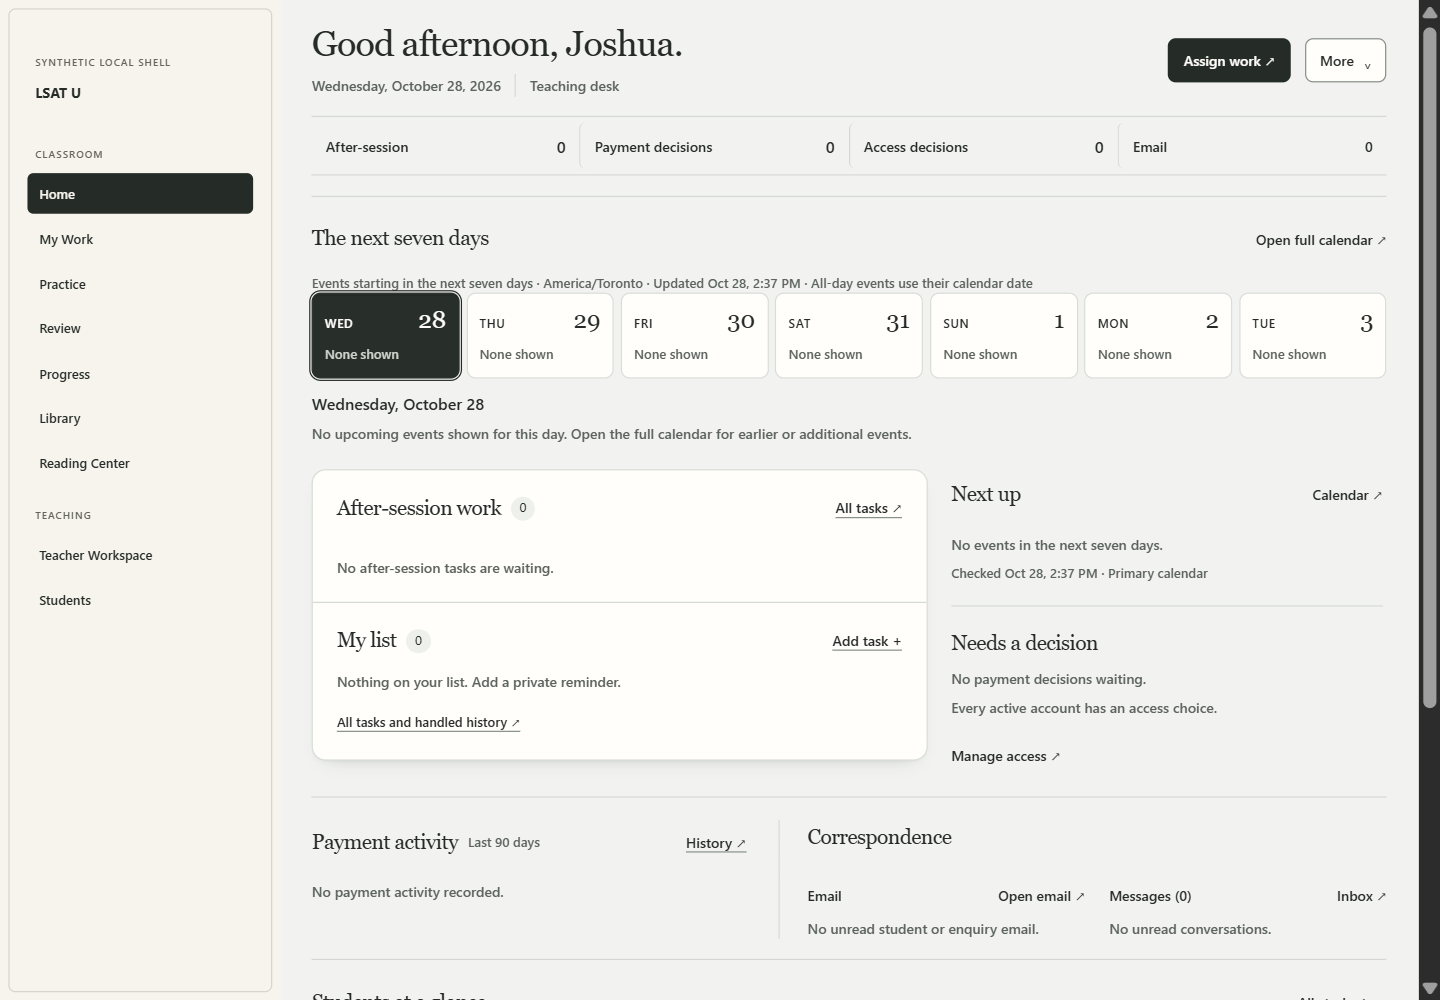 SYNTHETIC LOCAL SHELL
LSAT U
CLASSROOM
Home
My Work
Practice
Review
Progress
Library
Reading Center
TEACHING
Teacher Workspace
Students
Good afternoon, Joshua.
Wednesday, October 28, 2026 Teaching desk
Assign work ↗ More v
After-session 0 Payment decisions 0 Access decisions 0 Email 0
The next seven days Open full calendar ↗
Events starting in the next seven days · America/Toronto · Updated Oct 28, 2:37 PM · All-day events use their calendar date
WED 28 THU 29 FRI 30 SAT 31 SUN 1 MON 2 TUE 3
None shown None shown None shown None shown None shown None shown None shown
Wednesday, October 28
No upcoming events shown for this day. Open the full calendar for earlier or additional events.
After-session work 0 All tasks ↗
No after-session tasks are waiting.
My list 0 Add task +
Nothing on your list. Add a private reminder.
All tasks and handled history ↗
Next up Calendar ↗
No events in the next seven days.
Checked Oct 28, 2:37 PM · Primary calendar
Needs a decision
No payment decisions waiting.
Every active account has an access choice.
Manage access ↗
Payment activity Last 90 days History ↗
No payment activity recorded.
Correspondence
Email Open email ↗
No unread student or enquiry email.
Messages (0) Inbox ↗
No unread conversations.
Students at a glance